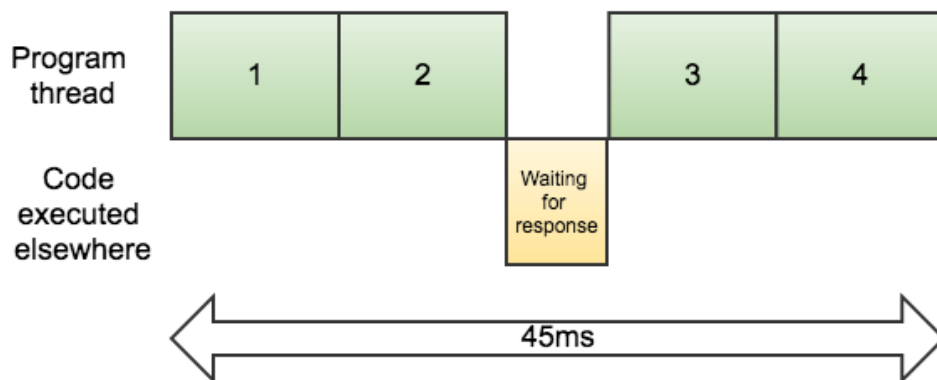 Program
thread
1
2
3
4
Code
executed
elsewhere
Waiting
for
response
45ms